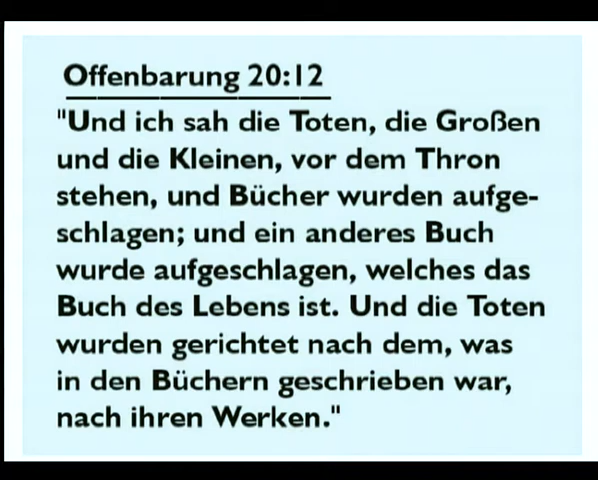 Offenbarung 20:12
"Und ich sah die Toten, die Großen
und die Kleinen, vor dem Thron
stehen, und Bücher wurden aufge-
schlagen; und ein anderes Buch
wurde aufgeschlagen, welches das
Buch des Lebens ist. Und die Toten
wurden gerichtet nach dem, was
in den Büchern geschrieben war,
nach ihren Werken."